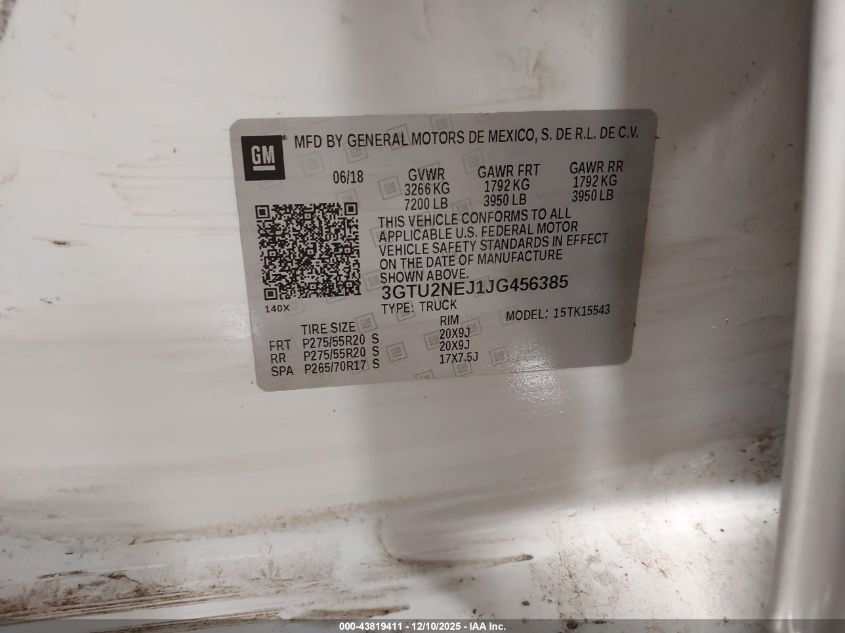 GM
MFD BY GENERAL MOTORS DE MEXICO, S. DE R.L. DE C.V.
06/18 GVWR GAWR FRT GAWR RR
3266 KG 1792 KG 1792 KG
7200 LB 3950 LB 3950 LB
THIS VEHICLE CONFORMS TO ALL
APPLICABLE U.S. FEDERAL MOTOR
VEHICLE SAFETY STANDARDS IN EFFECT
ON THE DATE OF MANUFACTURE
SHOWN ABOVE.
140X
3GTU2NEJ1JG456385
TYPE: TRUCK MODEL: 15TK15543
TIRE SIZE RIM
FRT P275/55R20 S 20X9J
RR P275/55R20 S 20X9J
SPA P265/70R17 S 17X7.5J
000-43819411 - 12/10/2025 - IAA Inc.